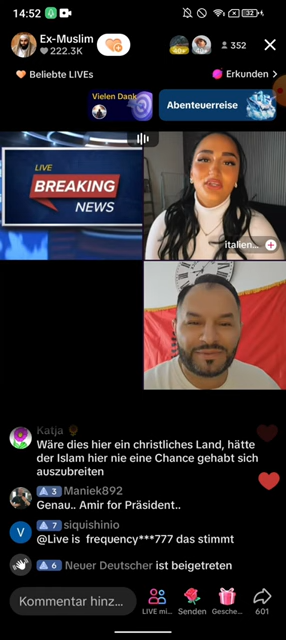 14:52
32
Ex-Muslim
222.3K
352
Beliebte LIVEs
Erkunden >
Vielen Dank
Abenteuerreise
LIVE
BREAKING
NEWS
italien...
Katja
Wäre dies hier ein christliches Land, hätte
der Islam hier nie eine Chance gehabt sich
auszubreiten
3 Maniek892
Genau.. Amir for Präsident..
V
7 siquishinio
@Live is frequency***777 das stimmt
6 Neuer Deutscher ist beigetreten
Kommentar hinz...
LIVE mi...
Senden
Gesche...
601